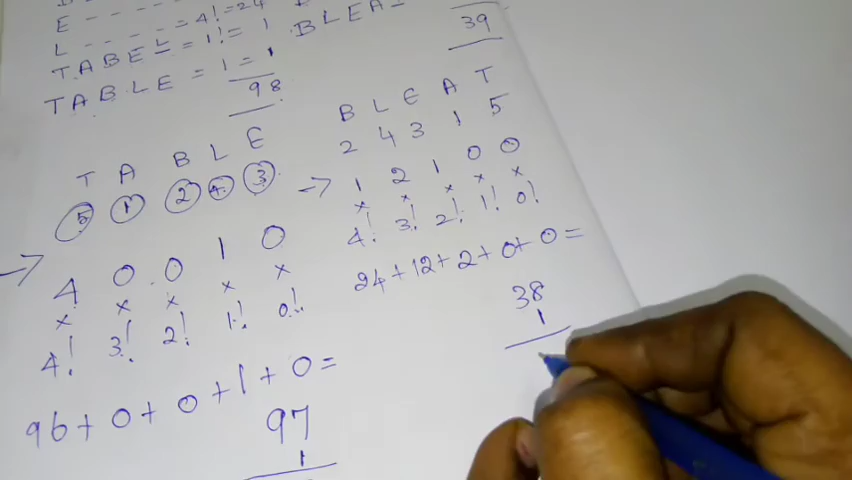 E - - - - -
L - - - - - = 4! = 24
TABEL = 1! = 1
TABLE = 1 = 1
98
BLEA
39
T A B L E
5 1 2 4 3
→ 4 0 0 1 0
× × × × ×
4! 3! 2! 1! 0!
96 + 0 + 0 + 1 + 0 =
97
1
B L E A T
2 4 3 1 5
→ 1 2 1 0 0
× × × × ×
4! 3! 2! 1! 0!
24 + 12 + 2 + 0 + 0 =
38
1